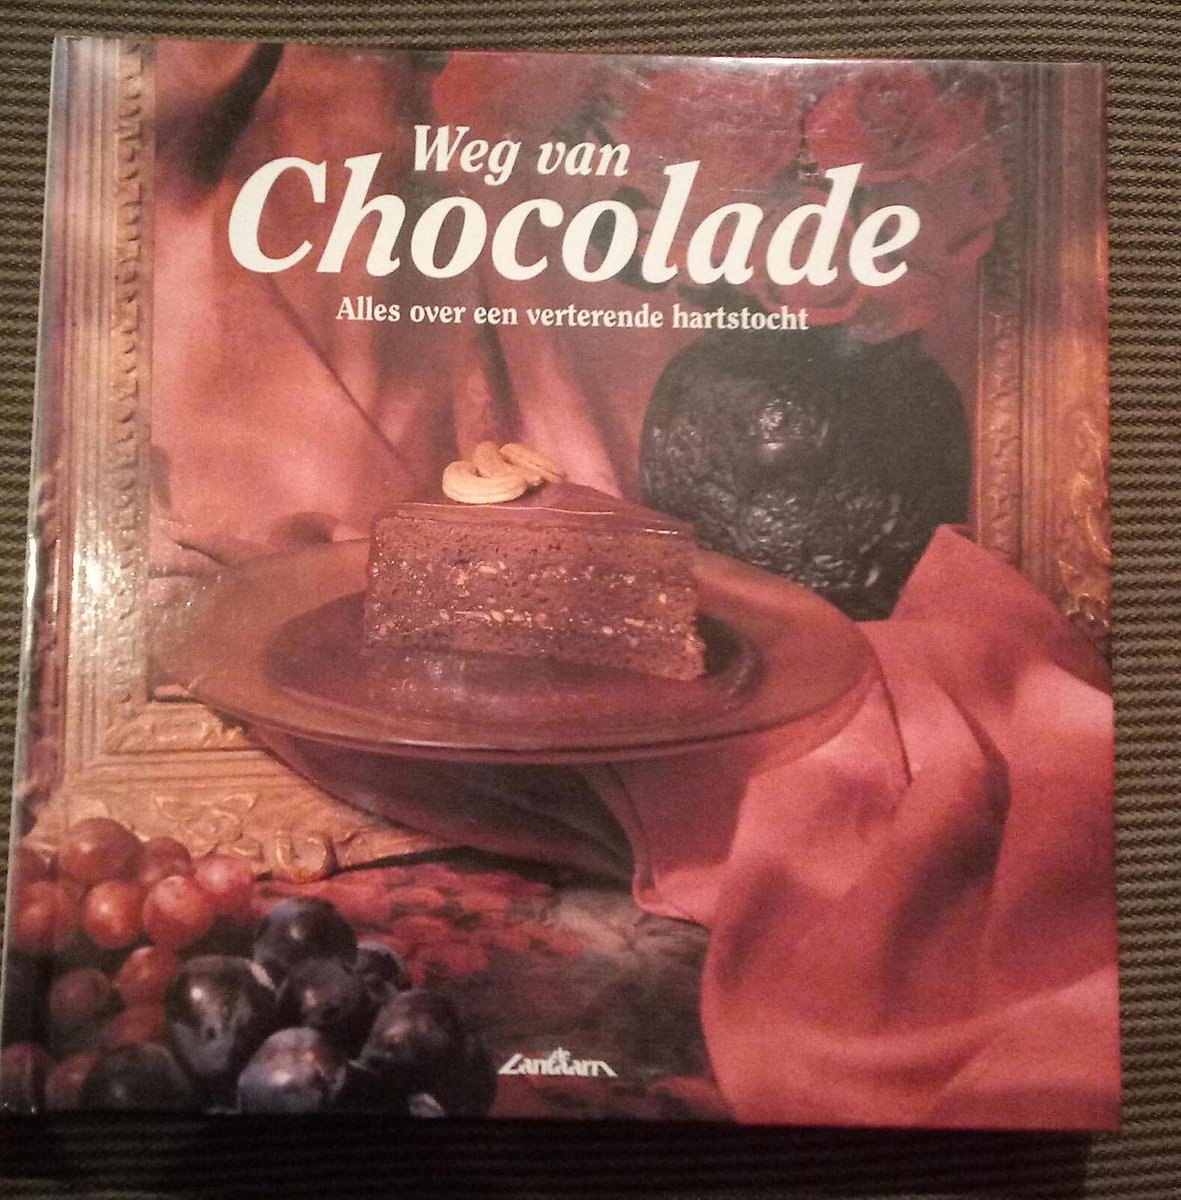 Weg van
Chocolade
Alles over een verterende hartstocht